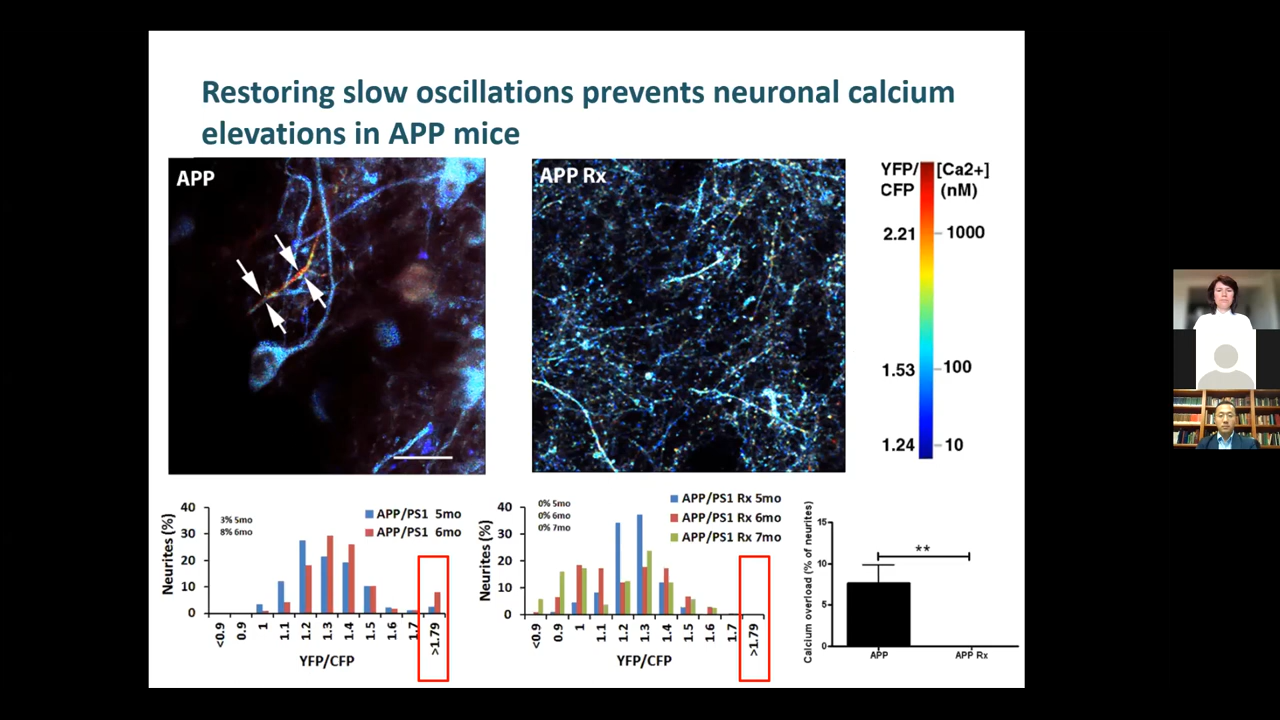 Restoring slow oscillations prevents neuronal calcium
elevations in APP mice
APP
APP Rx
YFP/
CFP
[Ca2+]
(nM)
2.21
1000
1.53
100
1.24
10
Neurites (%)
40
30
20
10
0
3% 5mo
8% 6mo
APP/PS1 5mo
APP/PS1 6mo
<0.9
0.9
1
1.1
1.2
1.3
1.4
1.5
1.6
1.7
>1.79
YFP/CFP
Neurites (%)
40
30
20
10
0
0% 5mo
0% 6mo
0% 7mo
APP/PS1 Rx 5mo
APP/PS1 Rx 6mo
APP/PS1 Rx 7mo
<0.9
0.9
1
1.1
1.2
1.3
1.4
1.5
1.6
1.7
>1.79
YFP/CFP
Calcium overload (% of neurites)
15
10
5
0
**
APP
APP Rx